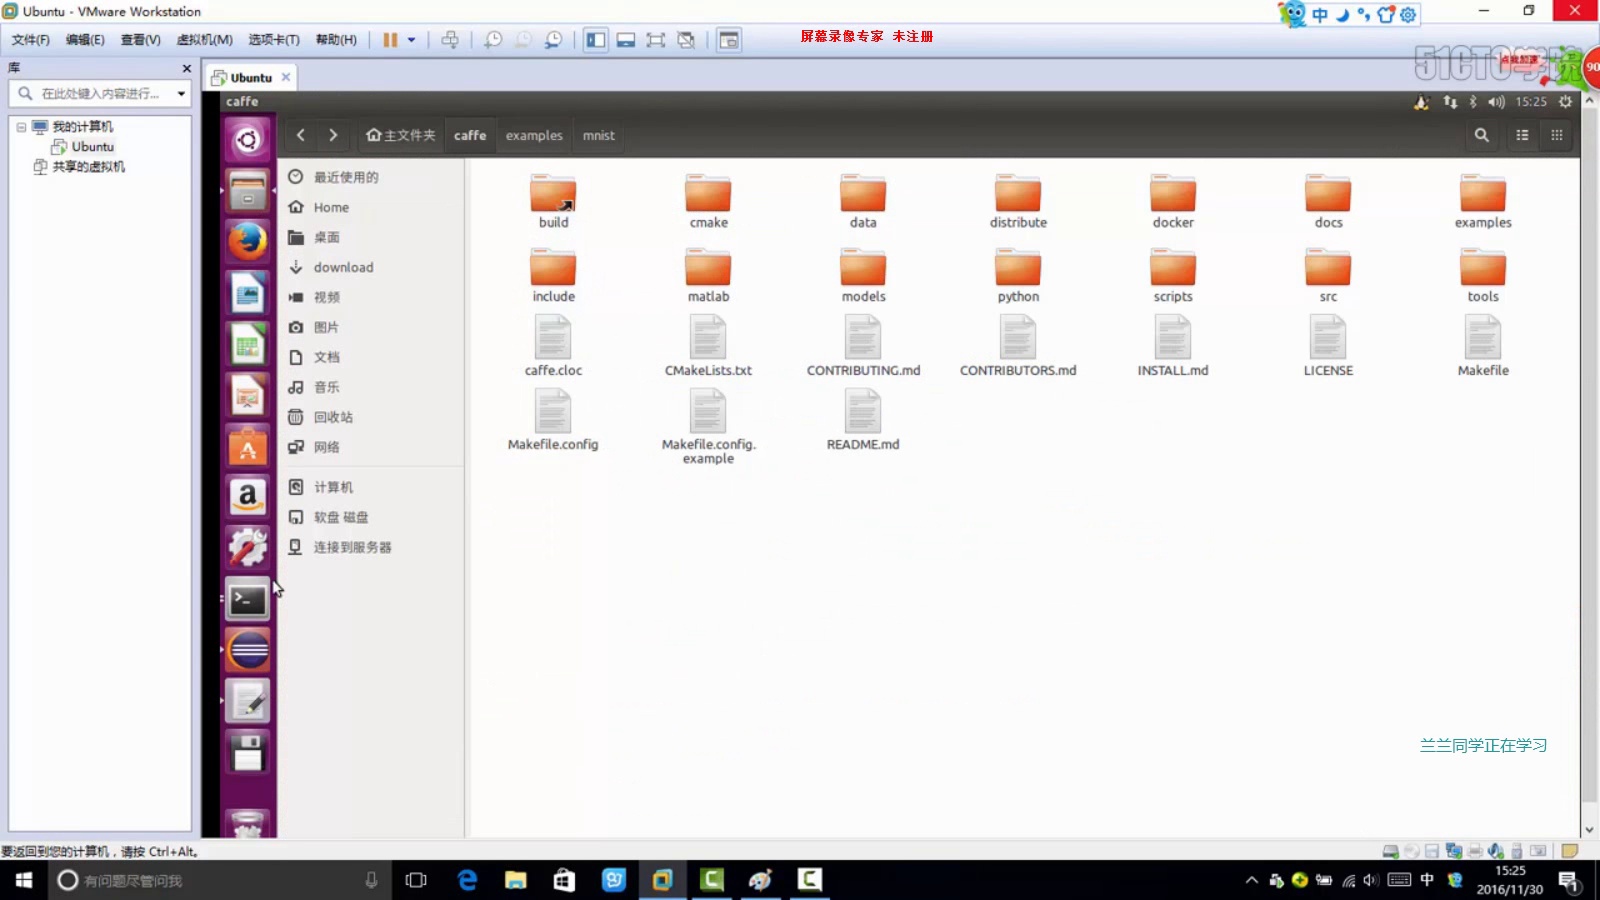 Ubuntu - VMware Workstation
中
文件(F) 编辑(E) 查看(V) 虚拟机(M) 选项卡(T) 帮助(H)
屏幕录像专家 未注册
51CTO学院
点我加速
90
库
在此处键入内容进行...
我的计算机
Ubuntu
共享的虚拟机
Ubuntu
caffe
15:25
主文件夹 caffe examples mnist
最近使用的
Home
桌面
download
视频
图片
文档
音乐
回收站
网络
计算机
软盘 磁盘
连接到服务器
build cmake data distribute docker docs examples
include matlab models python scripts src tools
caffe.cloc CMakeLists.txt CONTRIBUTING.md CONTRIBUTORS.md INSTALL.md LICENSE Makefile
Makefile.config Makefile.config.example README.md
兰兰同学正在学习
要返回到您的计算机，请按 Ctrl+Alt。
有问题尽管问我
中
15:25
2016/11/30
1